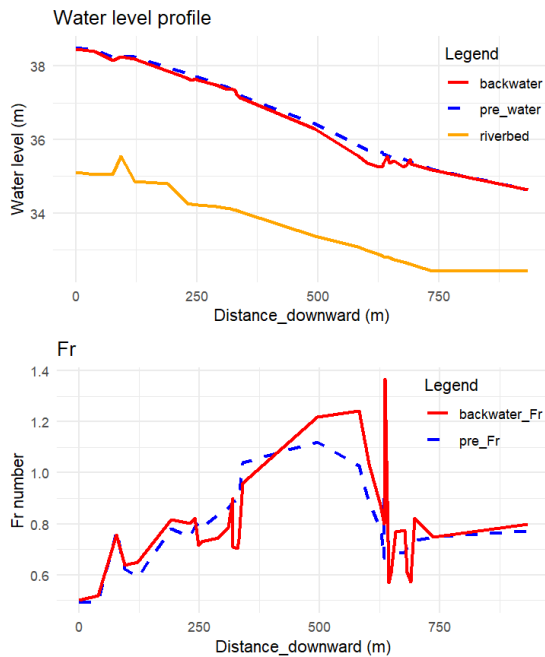 Water level profile
Legend
backwater
pre_water
riverbed
Water level (m)
38
36
34
0
250
500
750
Distance_downward (m)
Fr
Legend
backwater_Fr
pre_Fr
Fr number
1.4
1.2
1.0
0.8
0.6
0
250
500
750
Distance_downward (m)